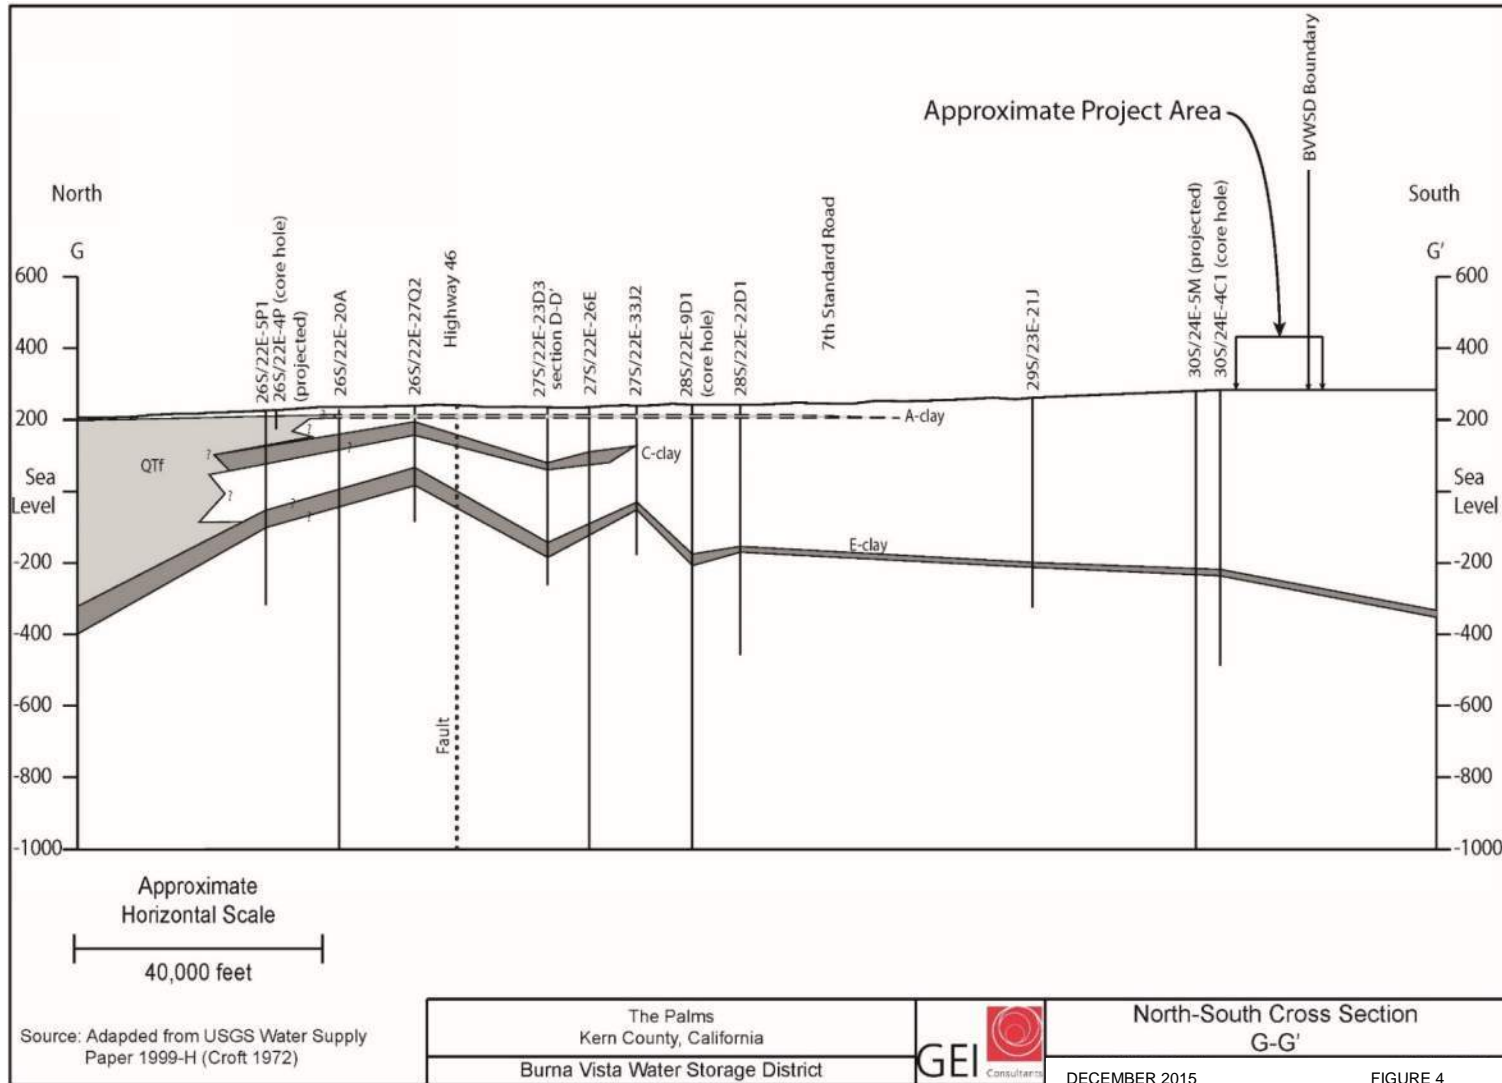 Approximate Project Area
BVWSD Boundary
North
South
G
G'
600
400
200
Sea
Level
-200
-400
-600
-800
-1000
26S/22E-5P1
26S/22E-4P (core hole)
(projected)
26S/22E-20A
26S/22E-27Q2
Highway 46
27S/22E-23D3
section D-D'
27S/22E-26E
27S/22E-33J2
28S/22E-9D1
(core hole)
28S/22E-22D1
7th Standard Road
29S/23E-21J
30S/24E-5M (projected)
30S/24E-4C1 (core hole)
600
400
200
Sea
Level
-200
-400
-600
-800
-1000
?
?
A-clay
?
?
C-clay
QTf
?
?
?
E-clay
Fault
Approximate
Horizontal Scale
40,000 feet
Source: Adapded from USGS Water Supply
Paper 1999-H (Croft 1972)
The Palms
Kern County, California
Burna Vista Water Storage District
GEI
Consultants
North-South Cross Section
G-G'
DECEMBER 2015
FIGURE 4